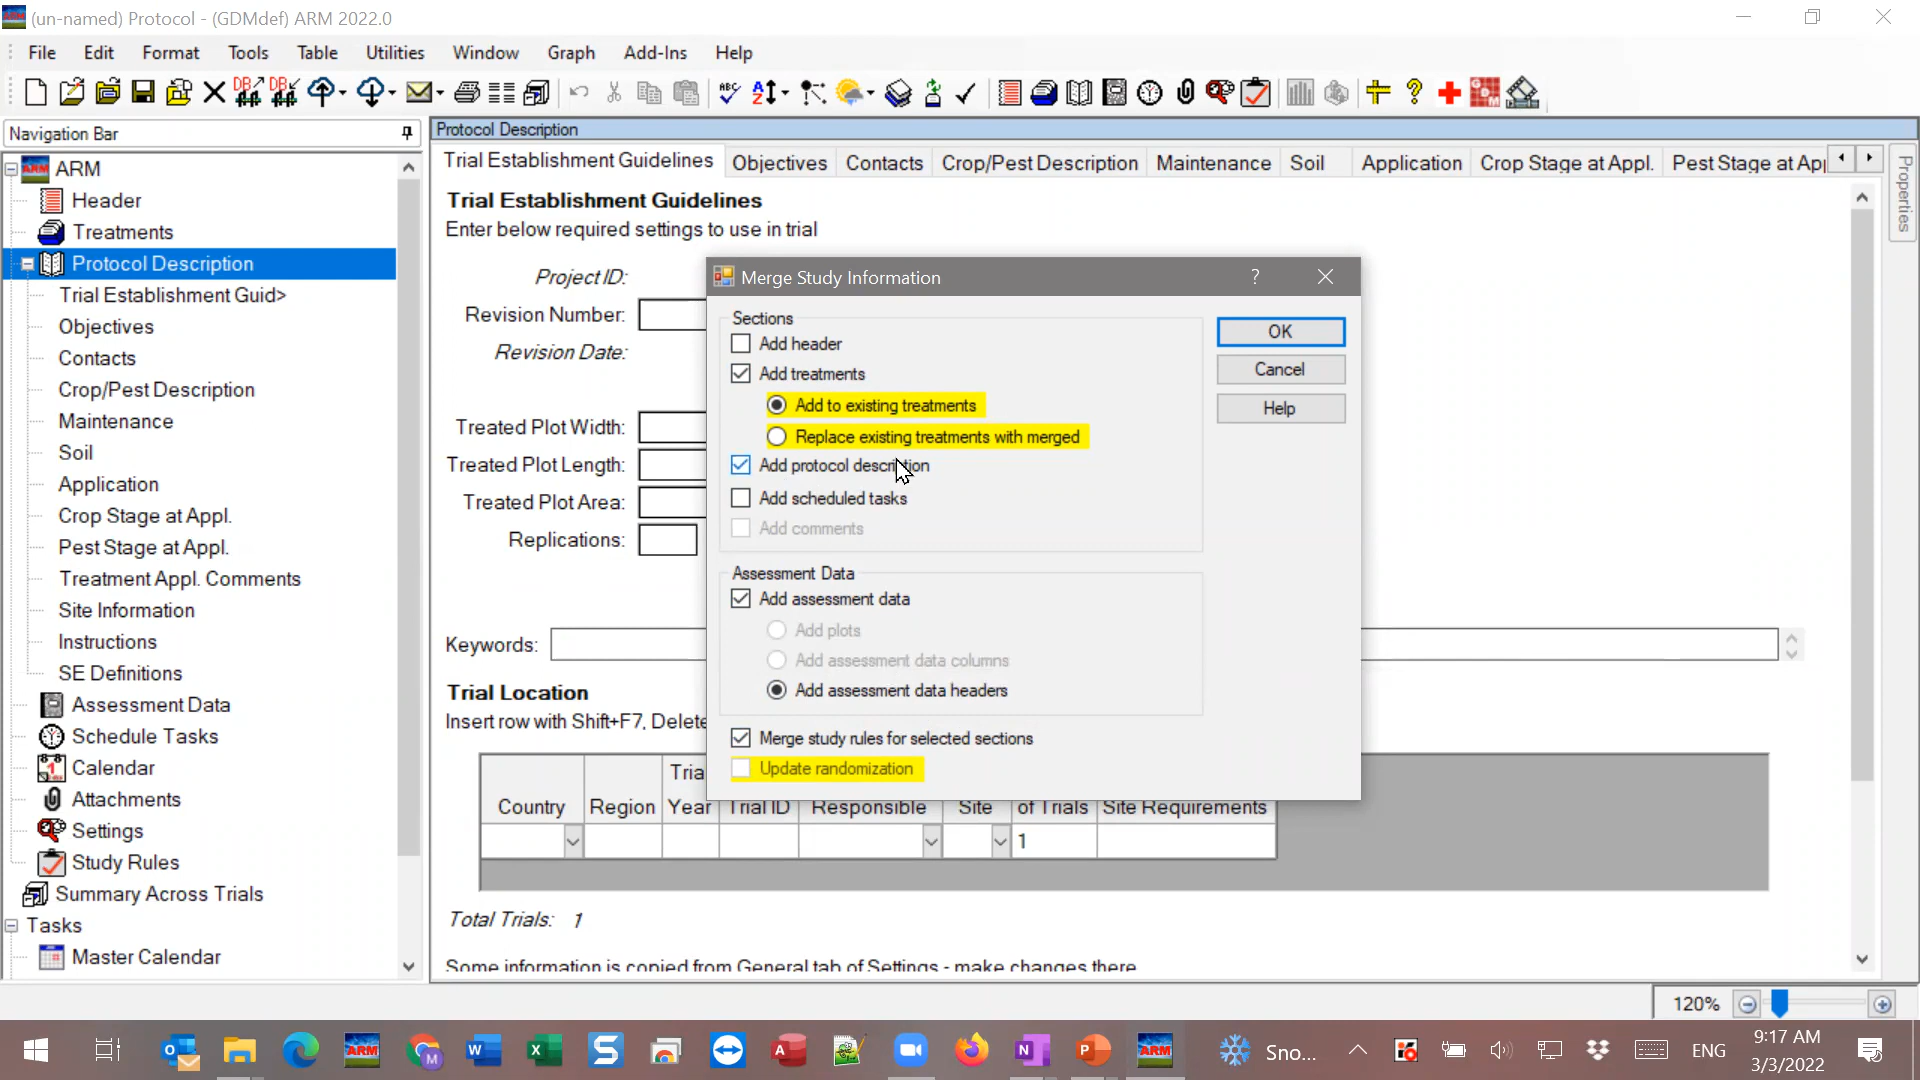 (un-named) Protocol - (GDMdef) ARM 2022.0
File Edit Format Tools Table Utilities Window Graph Add-Ins Help
Navigation Bar
ARM
Header
Treatments
Protocol Description
Trial Establishment Guid>
Objectives
Contacts
Crop/Pest Description
Maintenance
Soil
Application
Crop Stage at Appl.
Pest Stage at Appl.
Treatment Appl. Comments
Site Information
Instructions
SE Definitions
Assessment Data
Schedule Tasks
Calendar
Attachments
Settings
Study Rules
Summary Across Trials
Tasks
Master Calendar
Protocol Description
Trial Establishment Guidelines Objectives Contacts Crop/Pest Description Maintenance Soil Application Crop Stage at Appl. Pest Stage at Appl
Properties
Trial Establishment Guidelines
Enter below required settings to use in trial
Project ID:
Revision Number:
Revision Date:
Treated Plot Width:
Treated Plot Length:
Treated Plot Area:
Replications:
Keywords:
Trial Location
Insert row with Shift+F7, Delete
Country Region Year Trial ID Responsible Site of Trials Site Requirements
1
Total Trials: 1
Some information is copied from General tab of Settings - make changes there
Merge Study Information
Sections
Add header
Add treatments
Add to existing treatments
Replace existing treatments with merged
Add protocol description
Add scheduled tasks
Add comments
Assessment Data
Add assessment data
Add plots
Add assessment data columns
Add assessment data headers
Merge study rules for selected sections
Update randomization
OK
Cancel
Help
120%
Sno...
ENG
9:17 AM
3/3/2022